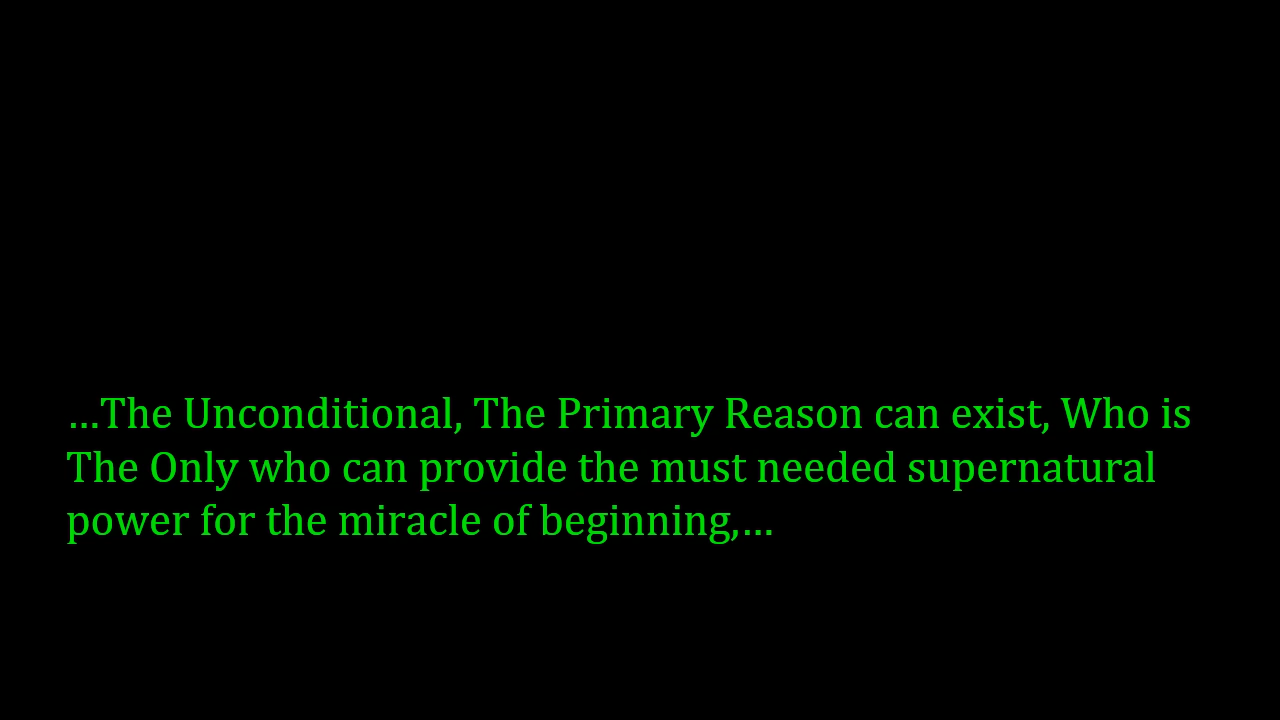 …The Unconditional, The Primary Reason can exist, Who is
The Only who can provide the must needed supernatural
power for the miracle of beginning,…